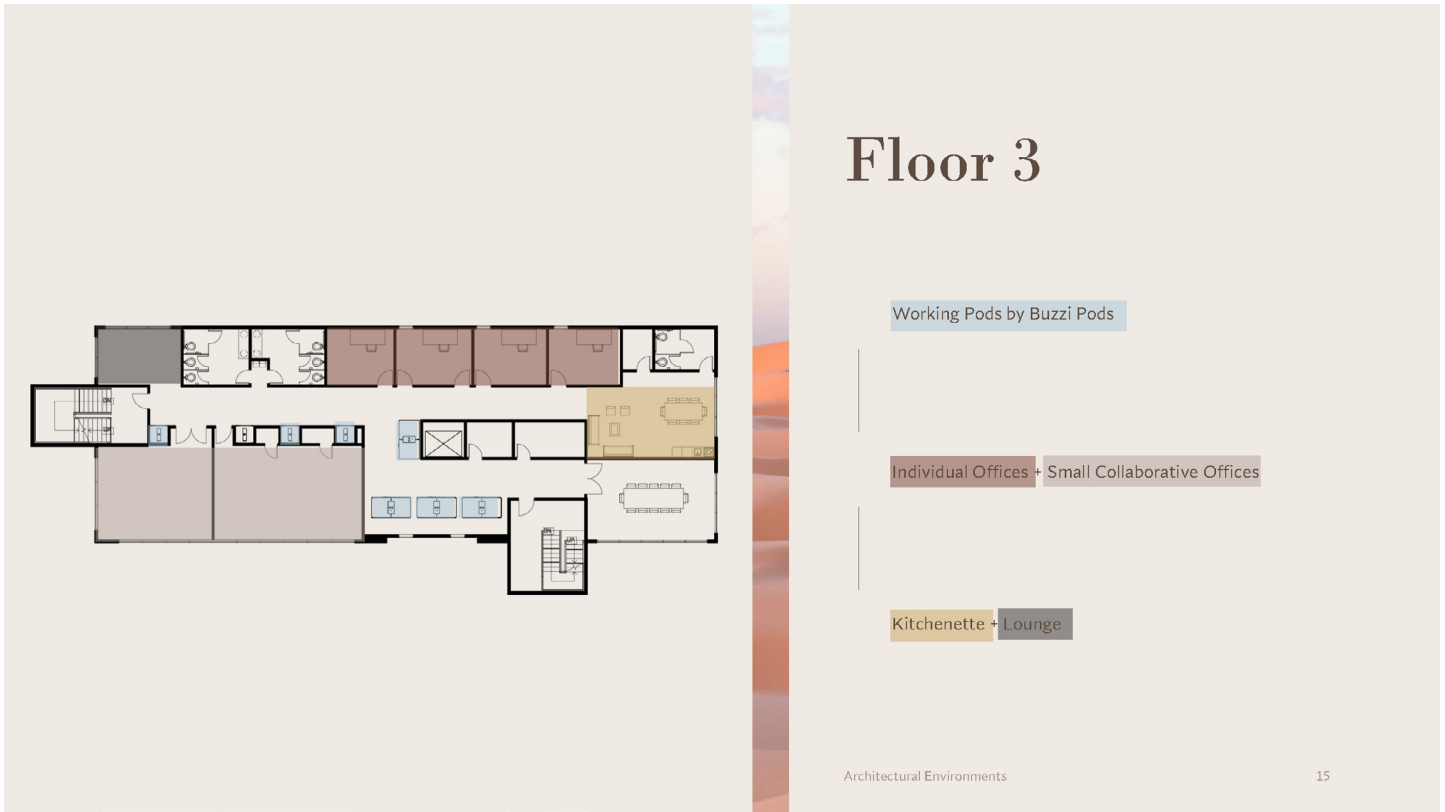 Floor 3
Working Pods by Buzzi Pods
Individual Offices + Small Collaborative Offices
Kitchenette + Lounge
Architectural Environments
15